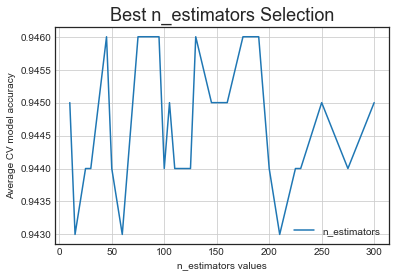 Best n_estimators Selection
Average CV model accuracy
0.9460
0.9455
0.9450
0.9445
0.9440
0.9435
0.9430
n_estimators
0 50 100 150 200 250 300
n_estimators values